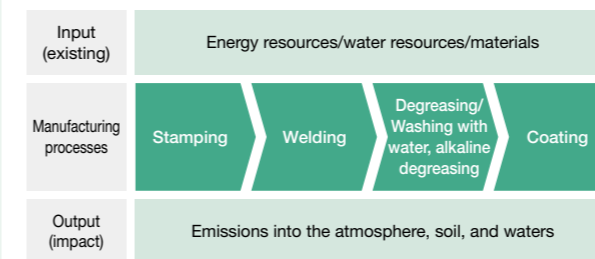 Input
(existing)
Energy resources/water resources/materials
Manufacturing
processes
Stamping
Welding
Degreasing/
Washing with
water, alkaline
degreasing
Coating
Output
(impact)
Emissions into the atmosphere, soil, and waters